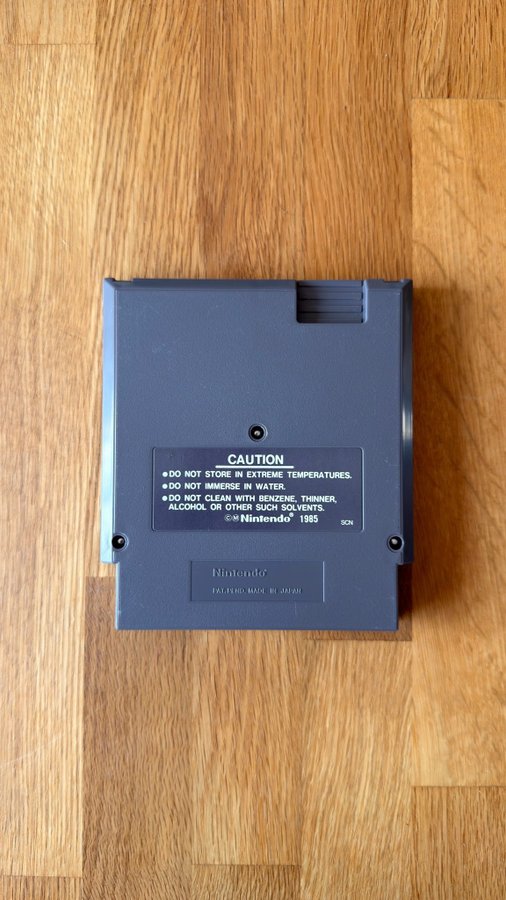 CAUTION
●DO NOT STORE IN EXTREME TEMPERATURES.
●DO NOT IMMERSE IN WATER.
●DO NOT CLEAN WITH BENZENE, THINNER,
ALCOHOL OR OTHER SUCH SOLVENTS.
©M Nintendo® 1985 SCN
Nintendo®
PAT.PEND. MADE IN JAPAN